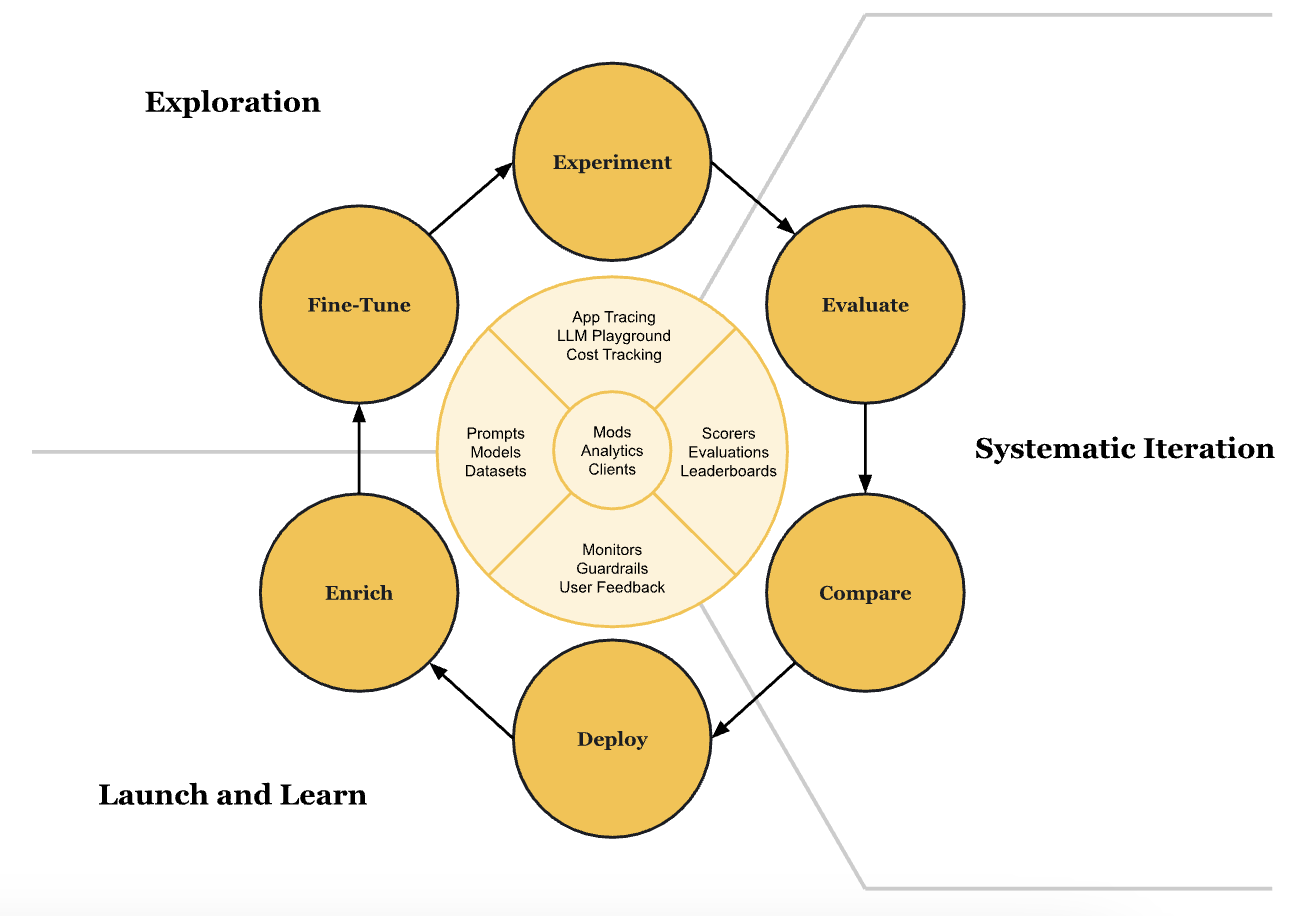 Exploration
Experiment
Fine-Tune
Evaluate
App Tracing
LLM Playground
Cost Tracking
Prompts
Models
Datasets
Mods
Analytics
Clients
Scorers
Evaluations
Leaderboards
Systematic Iteration
Monitors
Guardrails
User Feedback
Enrich
Compare
Deploy
Launch and Learn